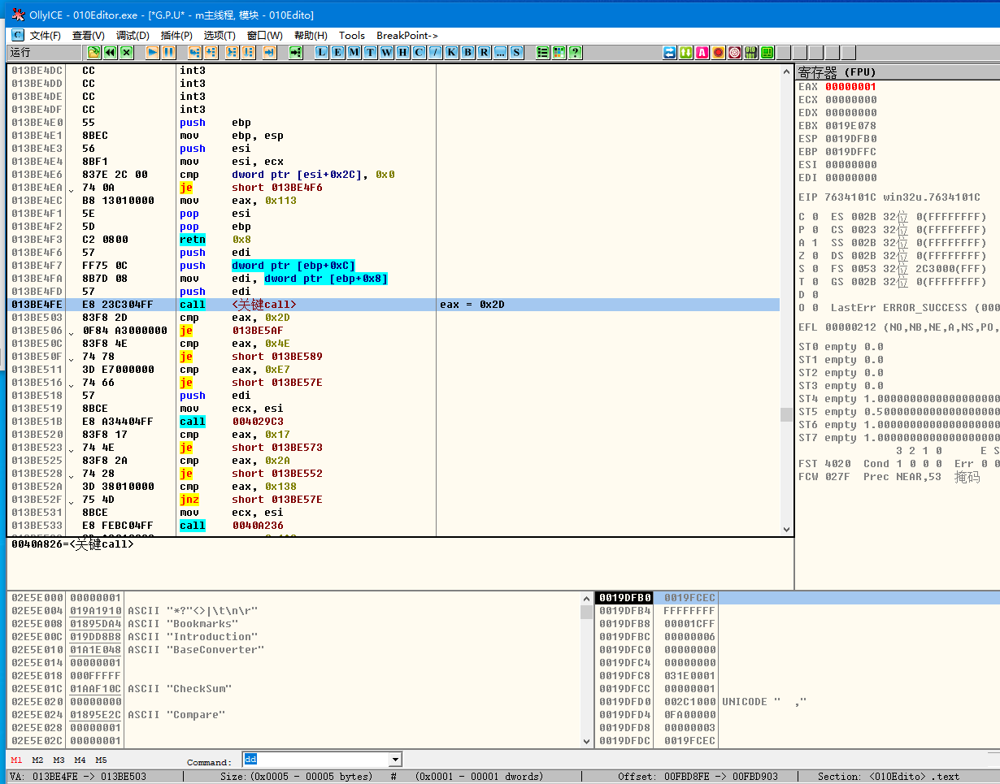 OllyICE - 010Editor.exe - [*G.P.U* - m主线程, 模块 - 010Edito]
C 文件(F) 查看(V) 调试(D) 插件(P) 选项(T) 窗口(W) 帮助(H) Tools BreakPoint->
运行 L E M T W H C / K B R ... S ? A
013BE4DC CC int3
013BE4DD CC int3
013BE4DE CC int3
013BE4DF CC int3
013BE4E0 55 push ebp
013BE4E1 8BEC mov ebp, esp
013BE4E3 56 push esi
013BE4E4 8BF1 mov esi, ecx
013BE4E6 837E 2C 00 cmp dword ptr [esi+0x2C], 0x0
013BE4EA 74 0A je short 013BE4F6
013BE4EC B8 13010000 mov eax, 0x113
013BE4F1 5E pop esi
013BE4F2 5D pop ebp
013BE4F3 C2 0800 retn 0x8
013BE4F6 57 push edi
013BE4F7 FF75 0C push dword ptr [ebp+0xC]
013BE4FA 8B7D 08 mov edi, dword ptr [ebp+0x8]
013BE4FD 57 push edi
013BE4FE E8 23C304FF call <关键call> eax = 0x2D
013BE503 83F8 2D cmp eax, 0x2D
013BE506 0F84 A3000000 je 013BE5AF
013BE50C 83F8 4E cmp eax, 0x4E
013BE50F 74 78 je short 013BE589
013BE511 3D E7000000 cmp eax, 0xE7
013BE516 74 66 je short 013BE57E
013BE518 57 push edi
013BE519 8BCE mov ecx, esi
013BE51B E8 A34404FF call 004029C3
013BE520 83F8 17 cmp eax, 0x17
013BE523 74 4E je short 013BE573
013BE525 83F8 2A cmp eax, 0x2A
013BE528 74 28 je short 013BE552
013BE52A 3D 38010000 cmp eax, 0x138
013BE52F 75 4D jnz short 013BE57E
013BE531 8BCE mov ecx, esi
013BE533 E8 FEBC04FF call 0040A236
0040A826=<关键call>
寄存器 (FPU)
EAX 00000001
ECX 00000000
EDX 00000000
EBX 0019E078
ESP 0019DFB0
EBP 0019DFFC
ESI 00000000
EDI 00000000
EIP 7634101C win32u.7634101C
C 0 ES 002B 32位 0(FFFFFFFF)
P 0 CS 0023 32位 0(FFFFFFFF)
A 1 SS 002B 32位 0(FFFFFFFF)
Z 0 DS 002B 32位 0(FFFFFFFF)
S 0 FS 0053 32位 2C3000(FFF)
T 0 GS 002B 32位 0(FFFFFFFF)
D 0
O 0 LastErr ERROR_SUCCESS (000
EFL 00000212 (NO,NB,NE,A,NS,PO,
ST0 empty 0.0
ST1 empty 0.0
ST2 empty 0.0
ST3 empty 0.0
ST4 empty 1.0000000000000000000
ST5 empty 0.5000000000000000000
ST6 empty 1.0000000000000000000
ST7 empty 1.0000000000000000000
3 2 1 0 E S
FST 4020 Cond 1 0 0 0 Err 0 0
FCW 027F Prec NEAR,53 掩码
02E5E000 00000001
02E5E004 019A1910 ASCII "*?"<>|\t\n\r"
02E5E008 01895DA4 ASCII "Bookmarks"
02E5E00C 019DD8B8 ASCII "Introduction"
02E5E010 01A1E048 ASCII "BaseConverter"
02E5E014 00000001
02E5E018 000FFFFF
02E5E01C 01AAF10C ASCII "CheckSum"
02E5E020 00000000
02E5E024 01895E2C ASCII "Compare"
02E5E028 00000001
02E5E02C 00000001
0019DFB0 0019FCEC
0019DFB4 FFFFFFFF
0019DFB8 00001CFF
0019DFBC 00000006
0019DFC0 00000000
0019DFC4 00000000
0019DFC8 031E0001
0019DFCC 00000001
0019DFD0 002C1000 UNICODE " ,"
0019DFD4 0FA00000
0019DFD8 00000003
0019DFDC 0019FCEC
M1 M2 M3 M4 M5 Command: dd
VA: 013BE4FE -> 013BE503 | Size:(0x0005 - 00005 bytes) # (0x0001 - 00001 dwords) | Offset: 00FBD8FE -> 00FBD903 | Section: <010Edito> .text